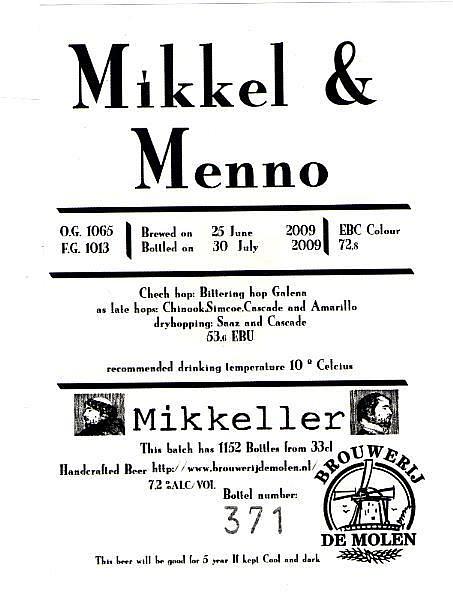 Mikkel &
Menno
O.G. 1065
F.G. 1013
Brewed on 25 June 2009
Bottled on 30 July 2009
EBC Colour
72,8
Chech hop: Bittering hop Galena
as late hops: Chinook.Simcoe.Cascade and Amarillo
dryhopping: Saaz and Cascade
53,6 EBU
recommended drinking temperature 10 º Celcius
Mikkeller
This batch has 1152 Bottles from 33cl
Handcrafted Beer http://www.brouwerijdemolen.nl/
7,2 %ALC/VOL
Bottel number:
371
BROUWERIJ
DE MOLEN
This beer will be good for 5 year If kept Cool and dark